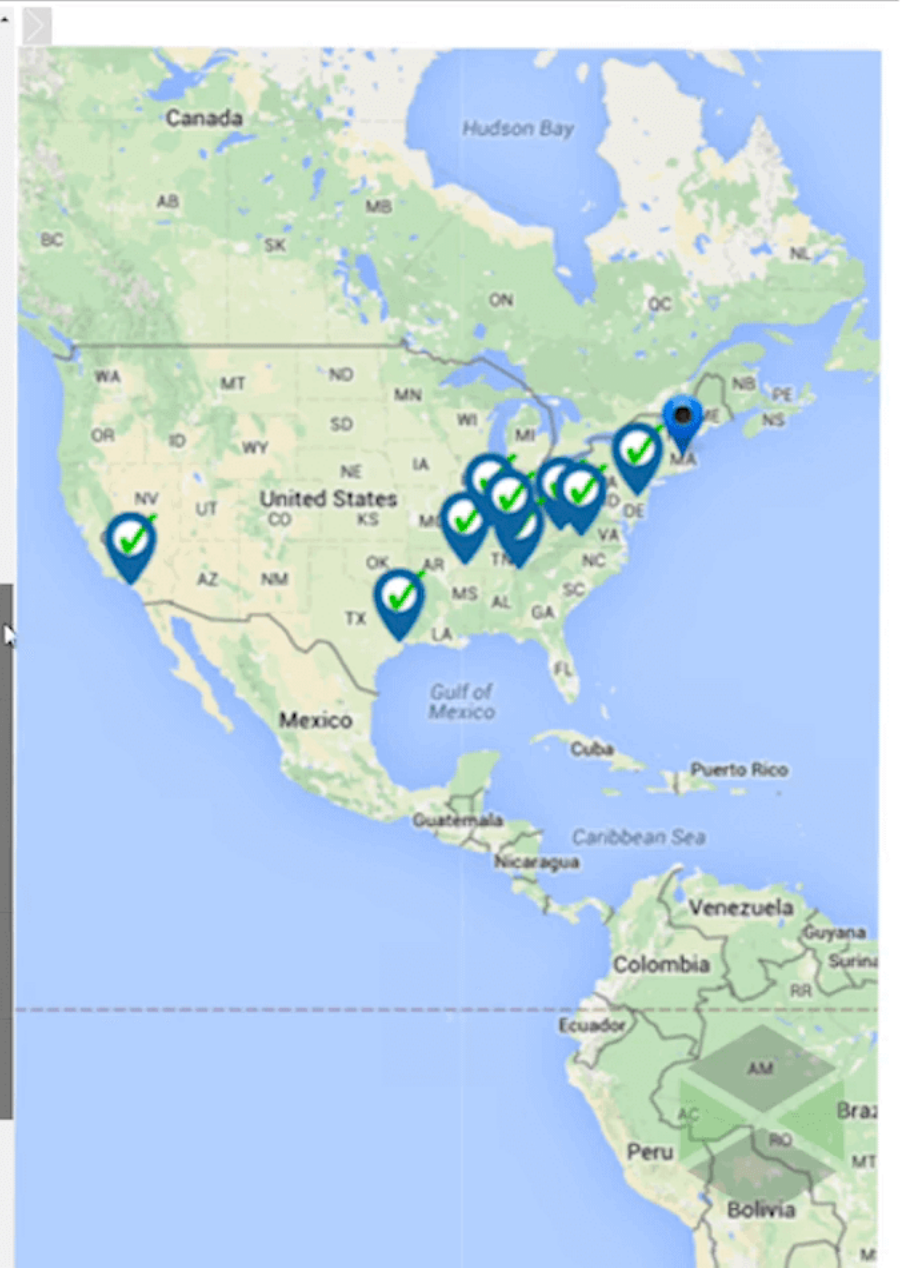 Canada
Hudson Bay
AB
MB
BC
SK
NL
ON
QC
WA
MT
ND
NB
MN
PE
ME
NS
OR
ID
SD
WI
MI
WY
MA
NE
IA
NV
UT
United States
CO
KS
DE
VA
OK
AR
TN
NC
AZ
NM
MS
AL
SC
GA
TX
LA
FL
Gulf of
Mexico
Mexico
Cuba
Puerto Rico
Guatemala
Caribbean Sea
Nicaragua
Venezuela
Guyana
Colombia
Surina
RR
Ecuador
AM
AC
Braz
RO
Peru
MT
Bolivia